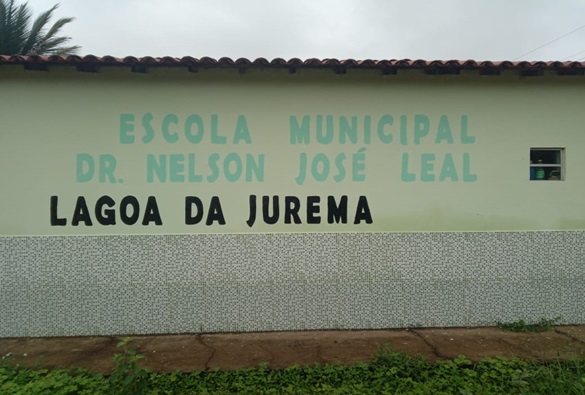 ESCOLA MUNICIPAL
DR. NELSON JOSÉ LEAL
LAGOA DA JUREMA